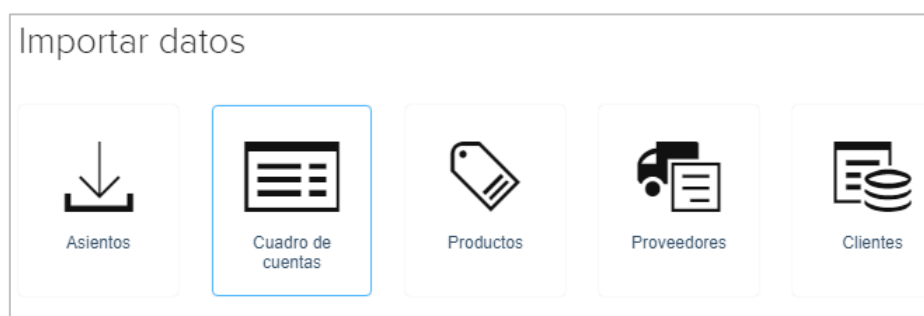 Importar datos
Asientos
Cuadro de
cuentas
Productos
Proveedores
Clientes